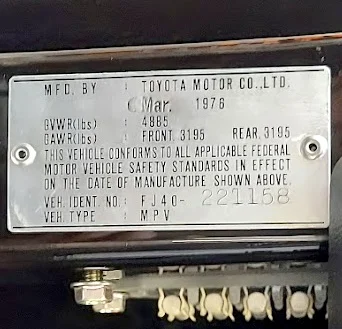 MFD. BY : TOYOTA MOTOR CO.,LTD.
Mar. 1976
GVWR(lbs) : 4885
GAWR(lbs) : FRONT. 3195 REAR. 3195
THIS VEHICLE CONFORMS TO ALL APPLICABLE FEDERAL
MOTOR VEHICLE SAFETY STANDARDS IN EFFECT
ON THE DATE OF MANUFACTURE SHOWN ABOVE.
VEH. IDENT. NO.: FJ40-221158
VEH. TYPE : MPV